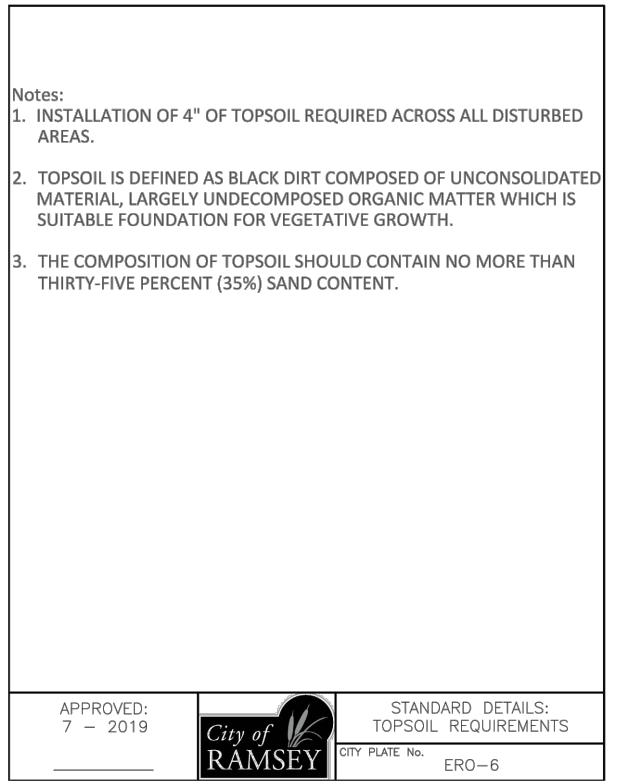 Notes:
1. INSTALLATION OF 4" OF TOPSOIL REQUIRED ACROSS ALL DISTURBED
AREAS.
2. TOPSOIL IS DEFINED AS BLACK DIRT COMPOSED OF UNCONSOLIDATED
MATERIAL, LARGELY UNDECOMPOSED ORGANIC MATTER WHICH IS
SUITABLE FOUNDATION FOR VEGETATIVE GROWTH.
3. THE COMPOSITION OF TOPSOIL SHOULD CONTAIN NO MORE THAN
THIRTY-FIVE PERCENT (35%) SAND CONTENT.
APPROVED:
7 - 2019
City of
RAMSEY
STANDARD DETAILS:
TOPSOIL REQUIREMENTS
CITY PLATE No.
ERO-6